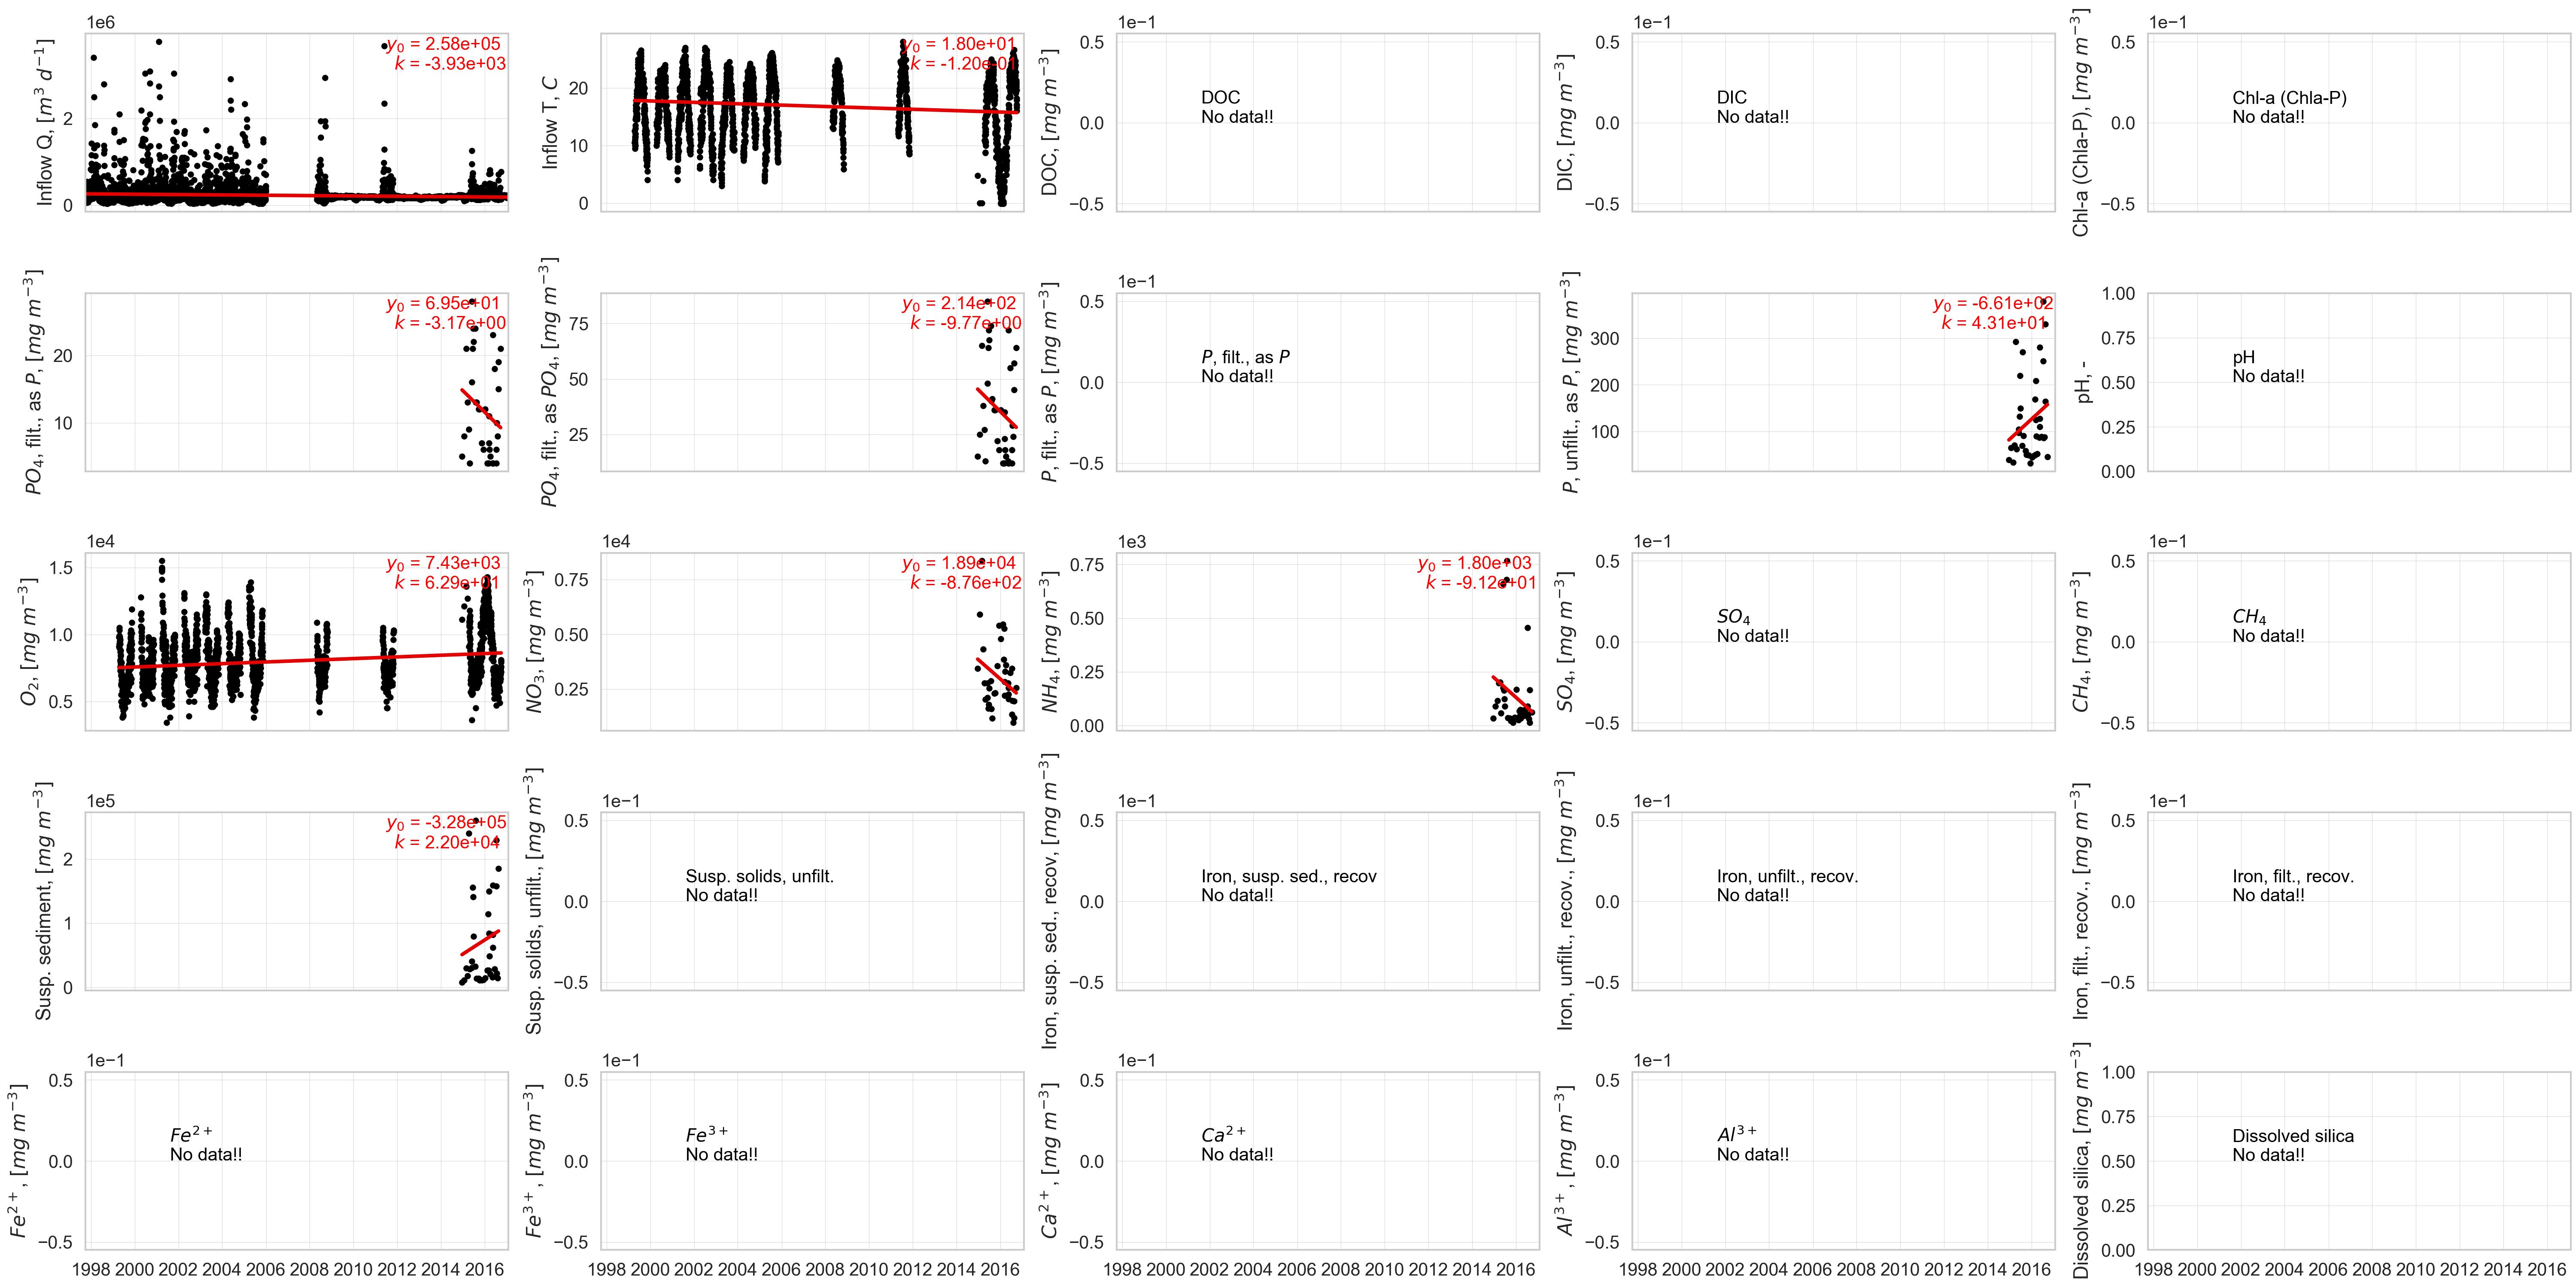 1e6
Inflow Q, [m³ d⁻¹]
2
0
y₀ = 2.58e+05
k = -3.93e+03
Inflow T, C
20
10
0
y₀ = 1.80e+01
k = -1.20e-01
1e−1
DOC, [mg m⁻³]
0.5
0.0
−0.5
DOC
No data!!
1e−1
DIC, [mg m⁻³]
0.5
0.0
−0.5
DIC
No data!!
1e−1
Chl-a (Chla-P), [mg m⁻³]
0.5
0.0
−0.5
Chl-a (Chla-P)
No data!!
PO₄, filt., as P, [mg m⁻³]
20
10
y₀ = 6.95e+01
k = -3.17e+00
PO₄, filt., as PO₄, [mg m⁻³]
75
50
25
y₀ = 2.14e+02
k = -9.77e+00
1e−1
P, filt., as P, [mg m⁻³]
0.5
0.0
−0.5
P, filt., as P
No data!!
P, unfilt., as P, [mg m⁻³]
300
200
100
y₀ = -6.61e+02
k = 4.31e+01
pH, -
1.00
0.75
0.50
0.25
0.00
pH
No data!!
1e4
O₂, [mg m⁻³]
1.5
1.0
0.5
y₀ = 7.43e+03
k = 6.29e+01
1e4
NO₃, [mg m⁻³]
0.75
0.50
0.25
y₀ = 1.89e+04
k = -8.76e+02
1e3
NH₄, [mg m⁻³]
0.75
0.50
0.25
0.00
y₀ = 1.80e+03
k = -9.12e+01
1e−1
SO₄, [mg m⁻³]
0.5
0.0
−0.5
SO₄
No data!!
1e−1
CH₄, [mg m⁻³]
0.5
0.0
−0.5
CH₄
No data!!
1e5
Susp. sediment, [mg m⁻³]
2
1
0
y₀ = -3.28e+05
k = 2.20e+04
1e−1
Susp. solids, unfilt., [mg m⁻³]
0.5
0.0
−0.5
Susp. solids, unfilt.
No data!!
1e−1
Iron, susp. sed., recov, [mg m⁻³]
0.5
0.0
−0.5
Iron, susp. sed., recov
No data!!
1e−1
Iron, unfilt., recov., [mg m⁻³]
0.5
0.0
−0.5
Iron, unfilt., recov.
No data!!
1e−1
Iron, filt., recov., [mg m⁻³]
0.5
0.0
−0.5
Iron, filt., recov.
No data!!
1e−1
Fe²⁺, [mg m⁻³]
0.5
0.0
−0.5
Fe²⁺
No data!!
1998 2000 2002 2004 2006 2008 2010 2012 2014 2016
1e−1
Fe³⁺, [mg m⁻³]
0.5
0.0
−0.5
Fe³⁺
No data!!
1998 2000 2002 2004 2006 2008 2010 2012 2014 2016
1e−1
Ca²⁺, [mg m⁻³]
0.5
0.0
−0.5
Ca²⁺
No data!!
1998 2000 2002 2004 2006 2008 2010 2012 2014 2016
1e−1
Al³⁺, [mg m⁻³]
0.5
0.0
−0.5
Al³⁺
No data!!
1998 2000 2002 2004 2006 2008 2010 2012 2014 2016
Dissolved silica, [mg m⁻³]
1.00
0.75
0.50
0.25
0.00
Dissolved silica
No data!!
1998 2000 2002 2004 2006 2008 2010 2012 2014 2016